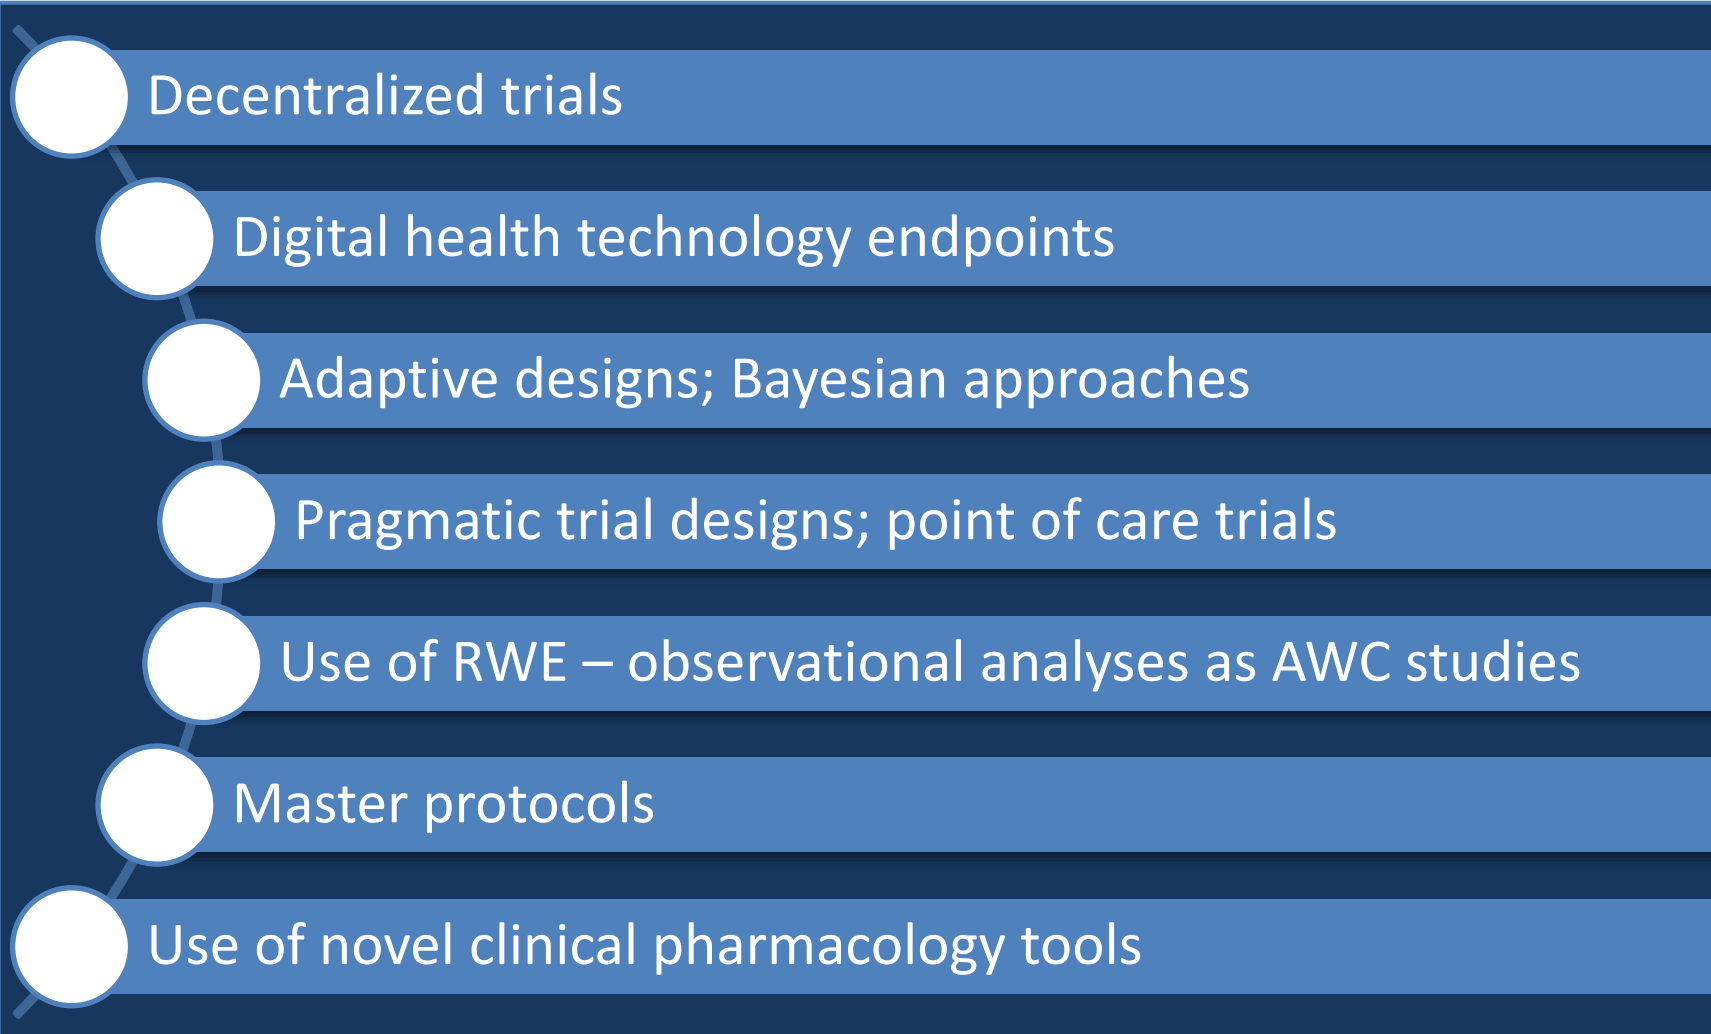 Decentralized trials
Digital health technology endpoints
Adaptive designs; Bayesian approaches
Pragmatic trial designs; point of care trials
Use of RWE – observational analyses as AWC studies
Master protocols
Use of novel clinical pharmacology tools